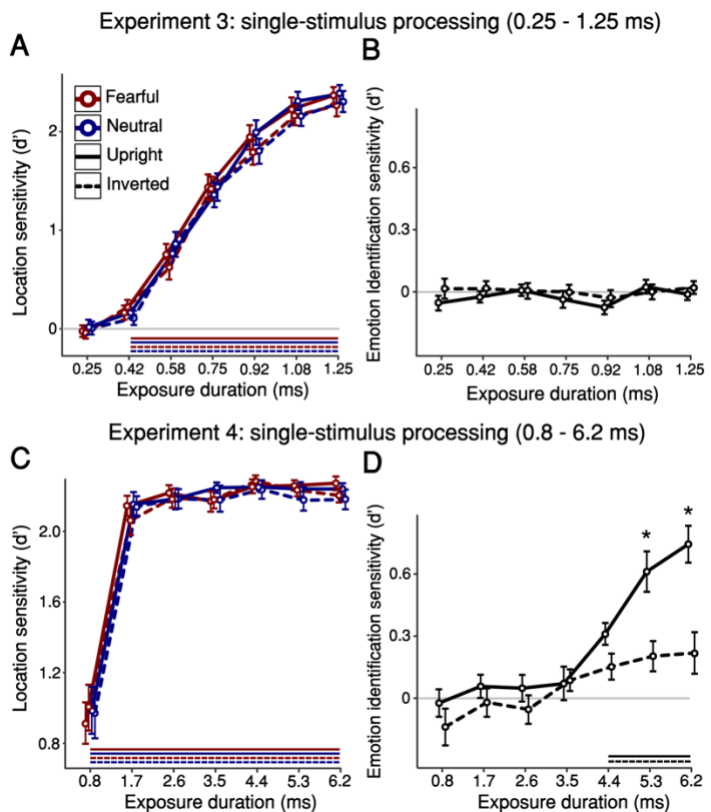 Experiment 3: single-stimulus processing (0.25 - 1.25 ms)
A
Location sensitivity (d')
2
1
0
Fearful
Neutral
Upright
Inverted
0.25 0.42 0.58 0.75 0.92 1.08 1.25
Exposure duration (ms)
B
Emotion Identification sensitivity (d')
0.6
0.3
0
0.25 0.42 0.58 0.75 0.92 1.08 1.25
Exposure duration (ms)
Experiment 4: single-stimulus processing (0.8 - 6.2 ms)
C
Location sensitivity (d')
2.0
1.6
1.2
0.8
0.8 1.7 2.6 3.5 4.4 5.3 6.2
Exposure duration (ms)
D
Emotion identification sensitivity (d')
0.6
0.3
0
* *
0.8 1.7 2.6 3.5 4.4 5.3 6.2
Exposure duration (ms)